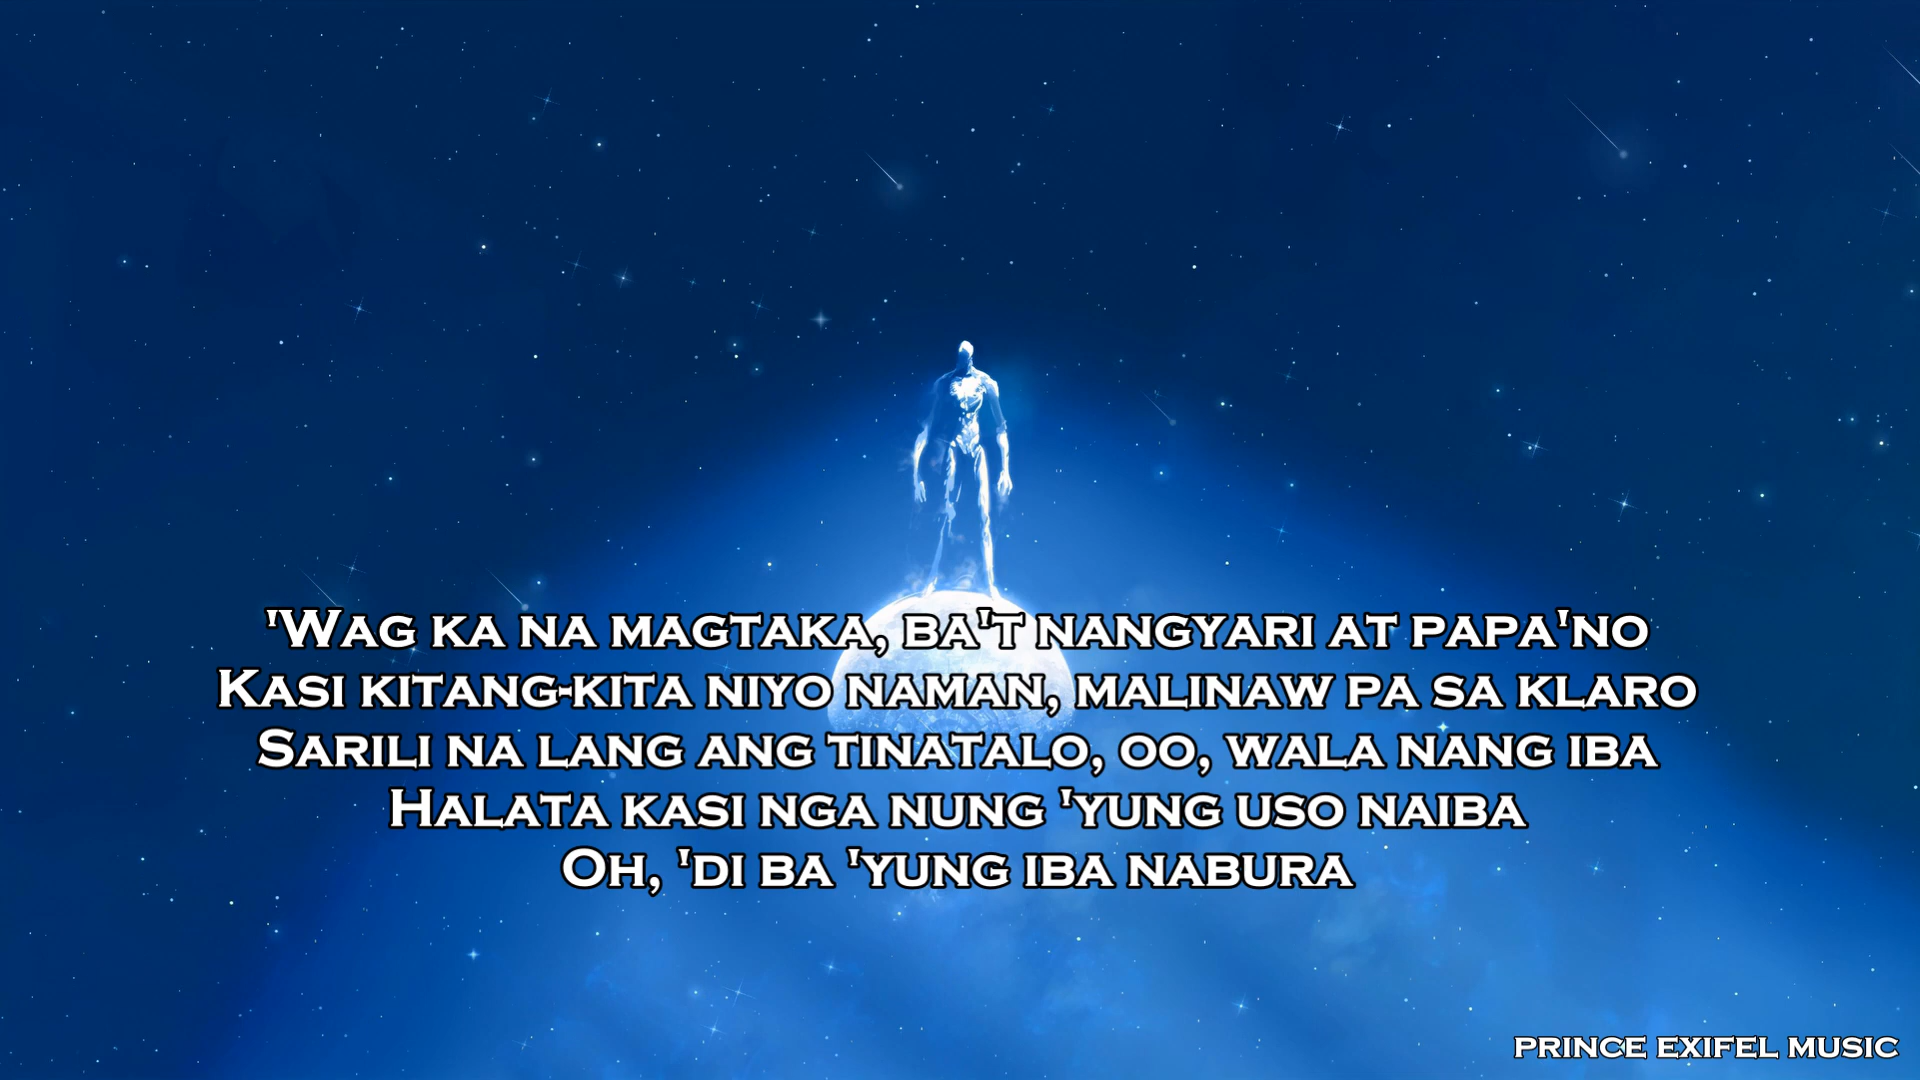 'Wag ka na magtaka, ba't nangyari at papa'no
Kasi kitang-kita niyo naman, malinaw pa sa klaro
Sarili na lang ang tinatalo, oo, wala nang iba
Halata kasi nga nung 'yung uso naiba
Oh, 'di ba 'yung iba nabura
PRINCE EXIFEL MUSIC